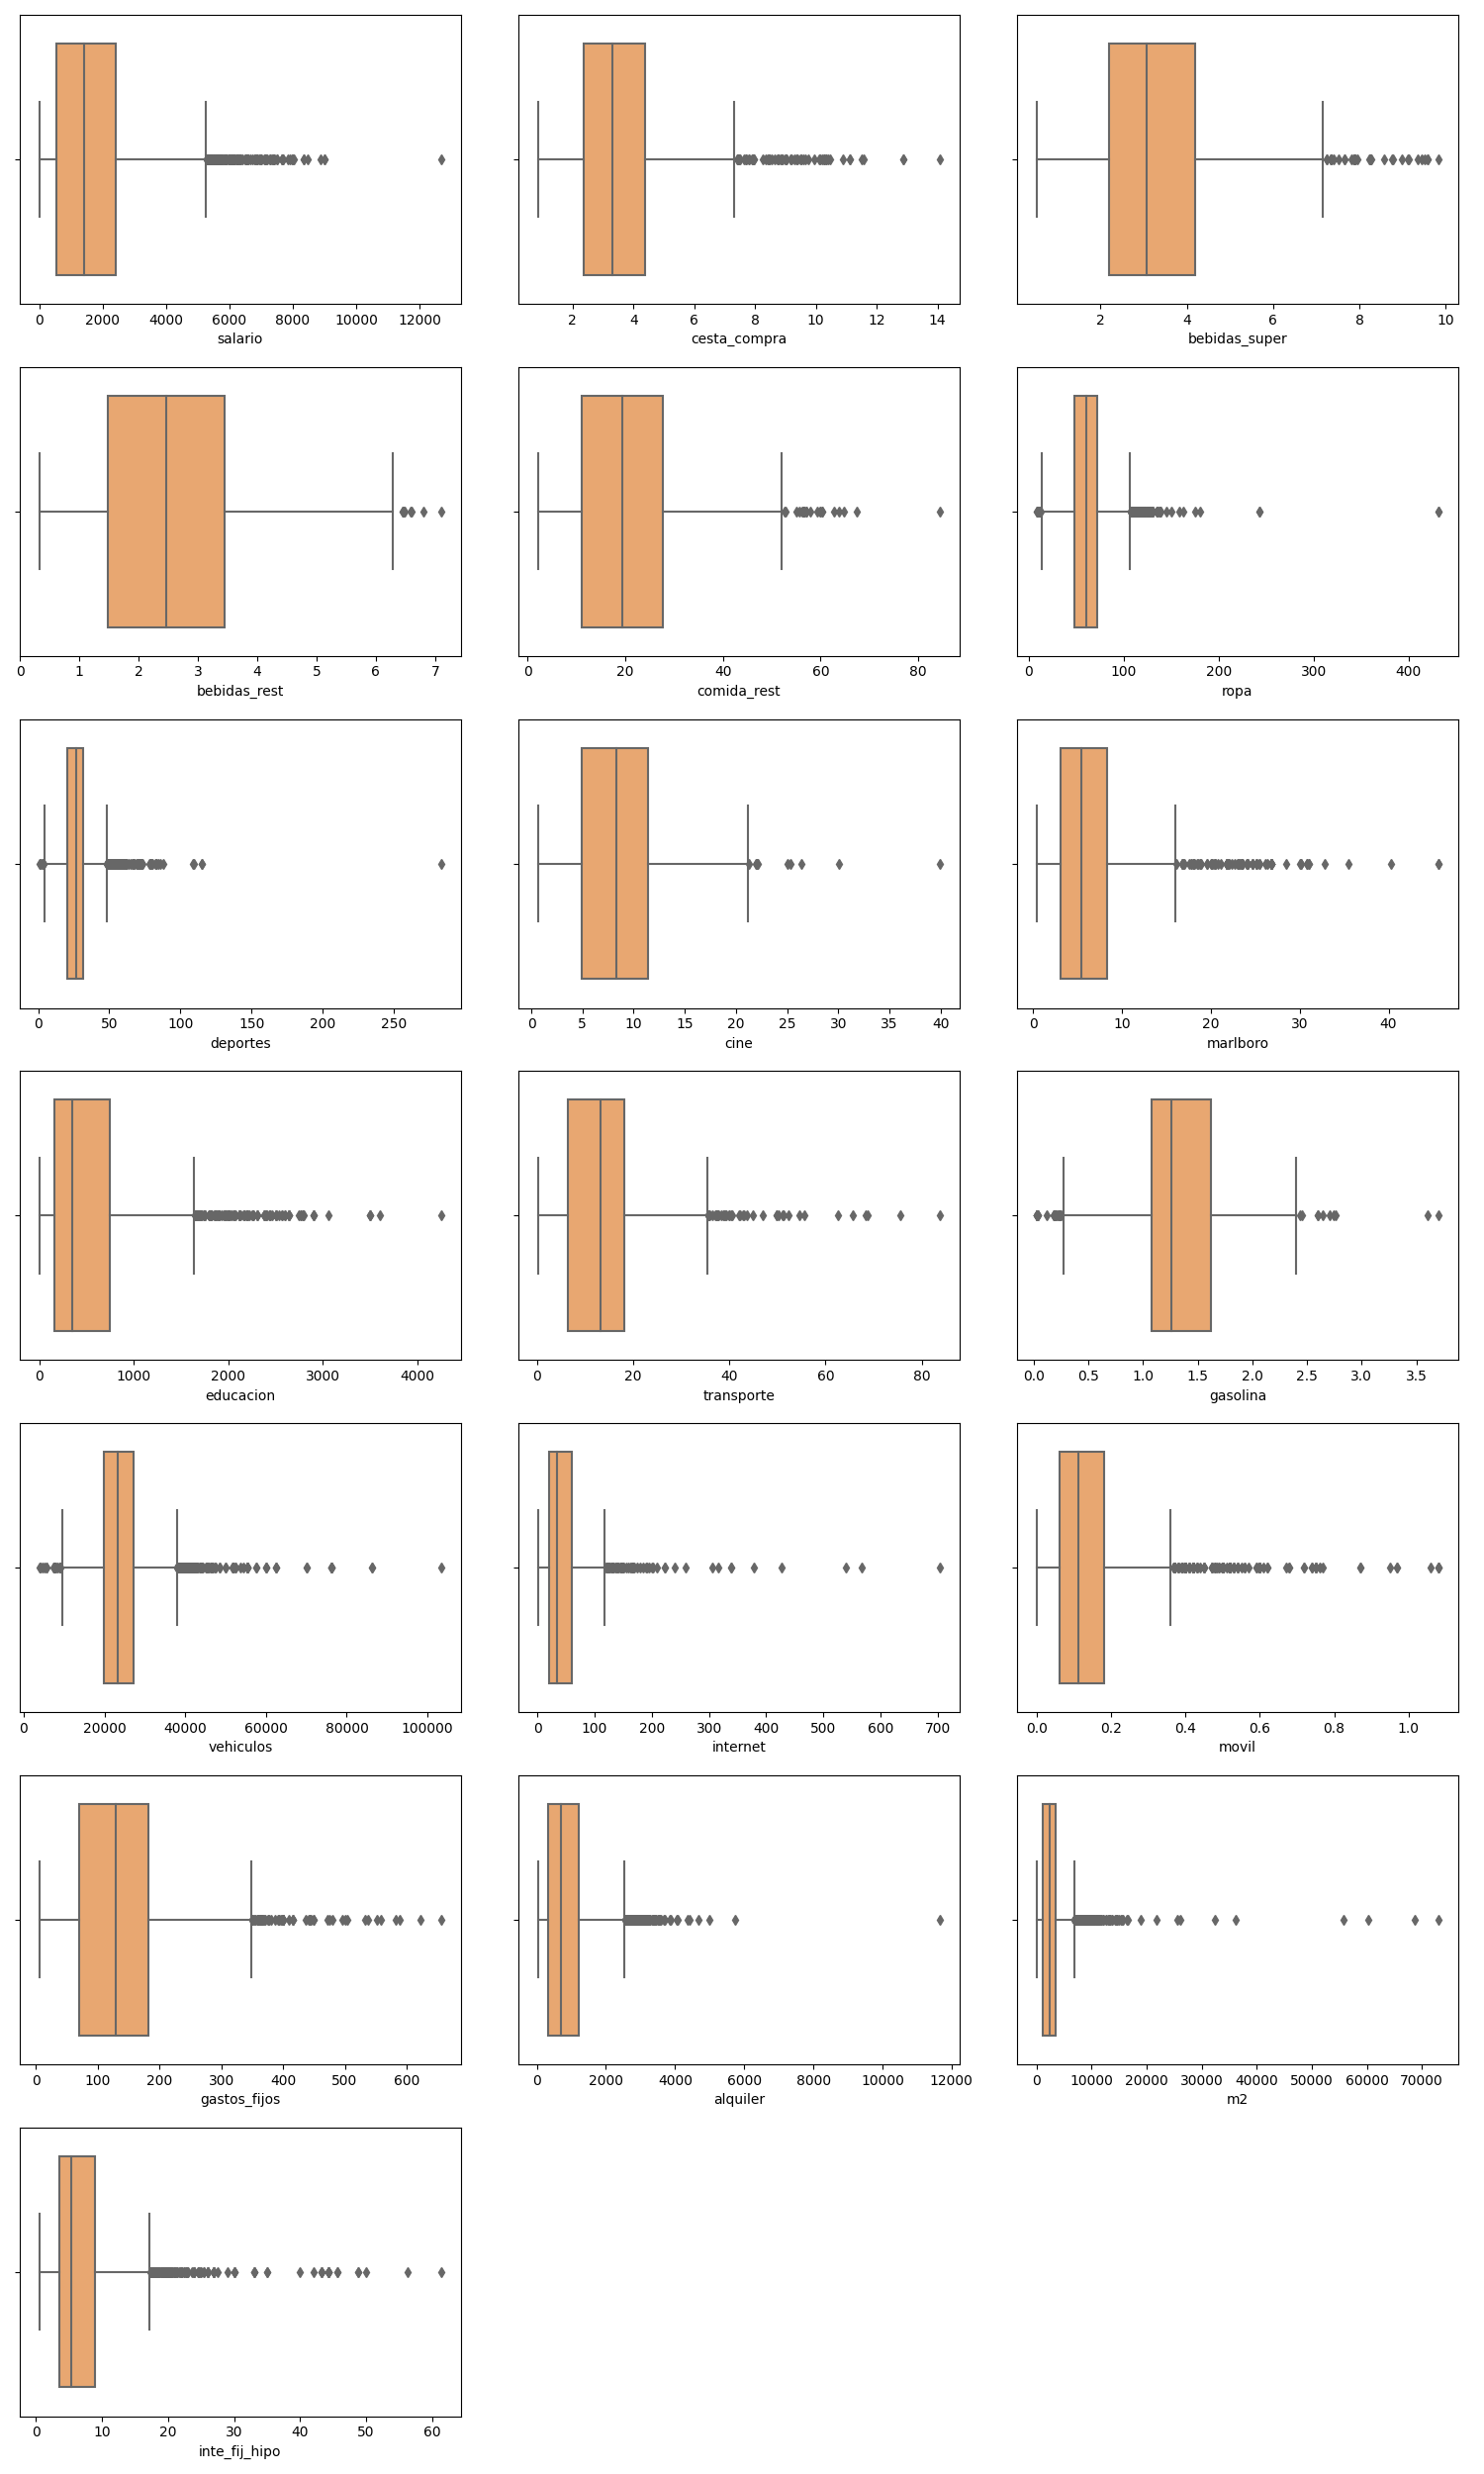 0 2000 4000 6000 8000 10000 12000
salario
2 4 6 8 10 12 14
cesta_compra
2 4 6 8 10
bebidas_super
0 1 2 3 4 5 6 7
bebidas_rest
0 20 40 60 80
comida_rest
0 100 200 300 400
ropa
0 50 100 150 200 250
deportes
0 5 10 15 20 25 30 35 40
cine
0 10 20 30 40
marlboro
0 1000 2000 3000 4000
educacion
0 20 40 60 80
transporte
0.0 0.5 1.0 1.5 2.0 2.5 3.0 3.5
gasolina
0 20000 40000 60000 80000 100000
vehiculos
0 100 200 300 400 500 600 700
internet
0.0 0.2 0.4 0.6 0.8 1.0
movil
0 100 200 300 400 500 600
gastos_fijos
0 2000 4000 6000 8000 10000 12000
alquiler
0 10000 20000 30000 40000 50000 60000 70000
m2
0 10 20 30 40 50 60
inte_fij_hipo